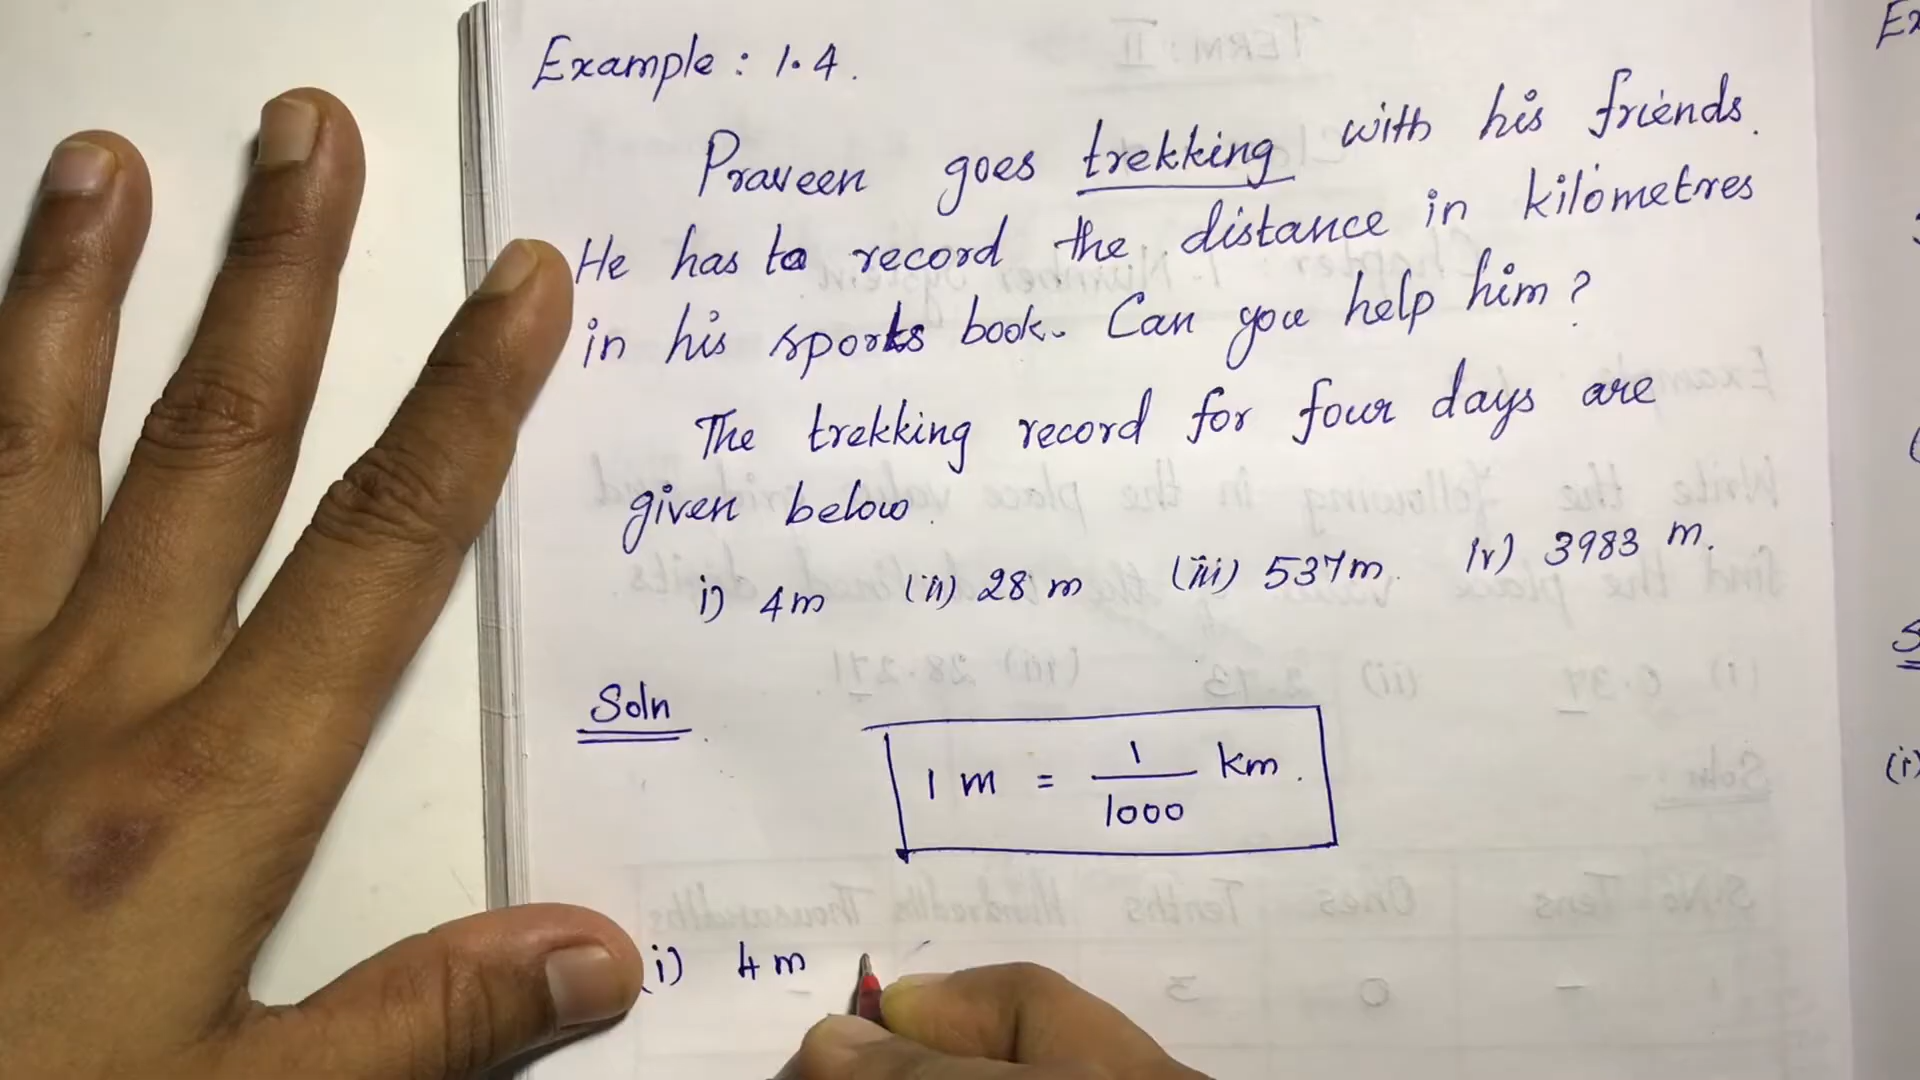 Example : 1.4.
Praveen goes trekking with his friends.
He has to record the distance in kilometres
in his sports book. Can you help him?
The trekking record for four days are
given below.
i) 4m (ii) 28 m (iii) 537m. iv) 3983 m.
Soln
1 m = 1/1000 km.
(i) 4m